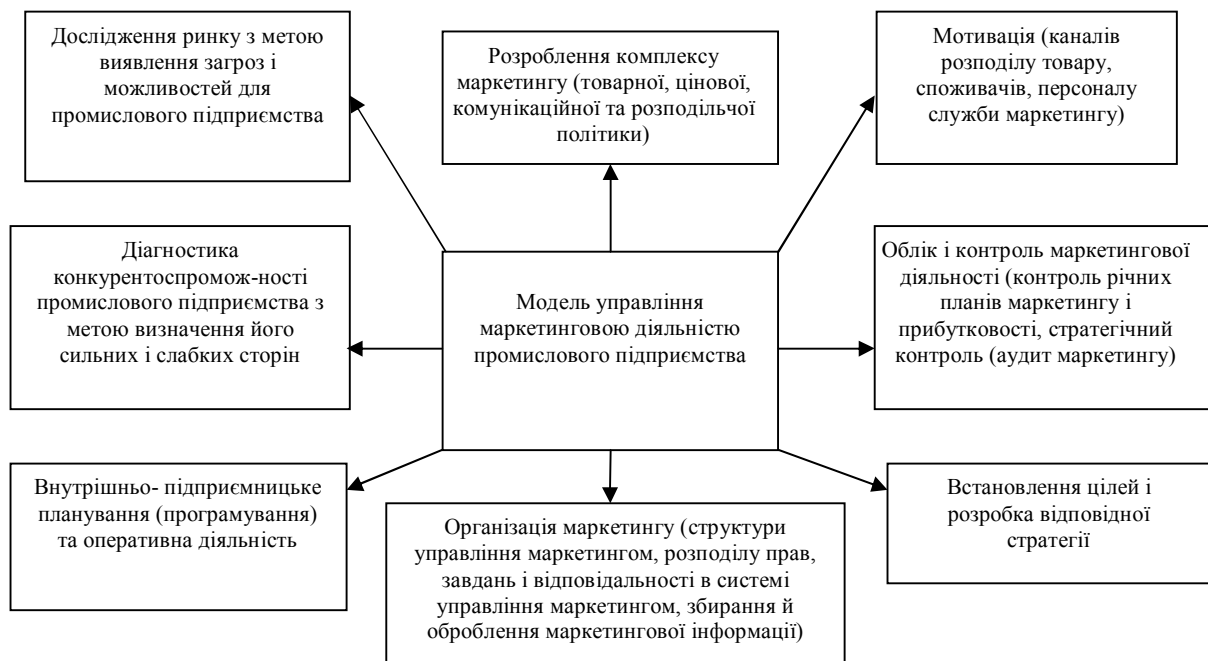 Дослідження ринку з метою
виявлення загроз і
можливостей для
промислового підприємства
Розроблення комплексу
маркетингу (товарної, цінової,
комунікаційної та розподільчої
політики)
Мотивація (каналів
розподілу товару,
споживачів, персоналу
служби маркетингу)
Діагностика
конкурентоспромож-ності
промислового підприємства з
метою визначення його
сильних і слабких сторін
Модель управління
маркетинговою діяльністю
промислового підприємства
Облік і контроль маркетингової
діяльності (контроль річних
планів маркетингу і
прибутковості, стратегічний
контроль (аудит маркетингу)
Внутрішньо- підприємницьке
планування (програмування)
та оперативна діяльність
Організація маркетингу (структури
управління маркетингом, розподілу прав,
завдань і відповідальності в системі
управління маркетингом, збирання й
оброблення маркетингової інформації)
Встановлення цілей і
розробка відповідної
стратегії